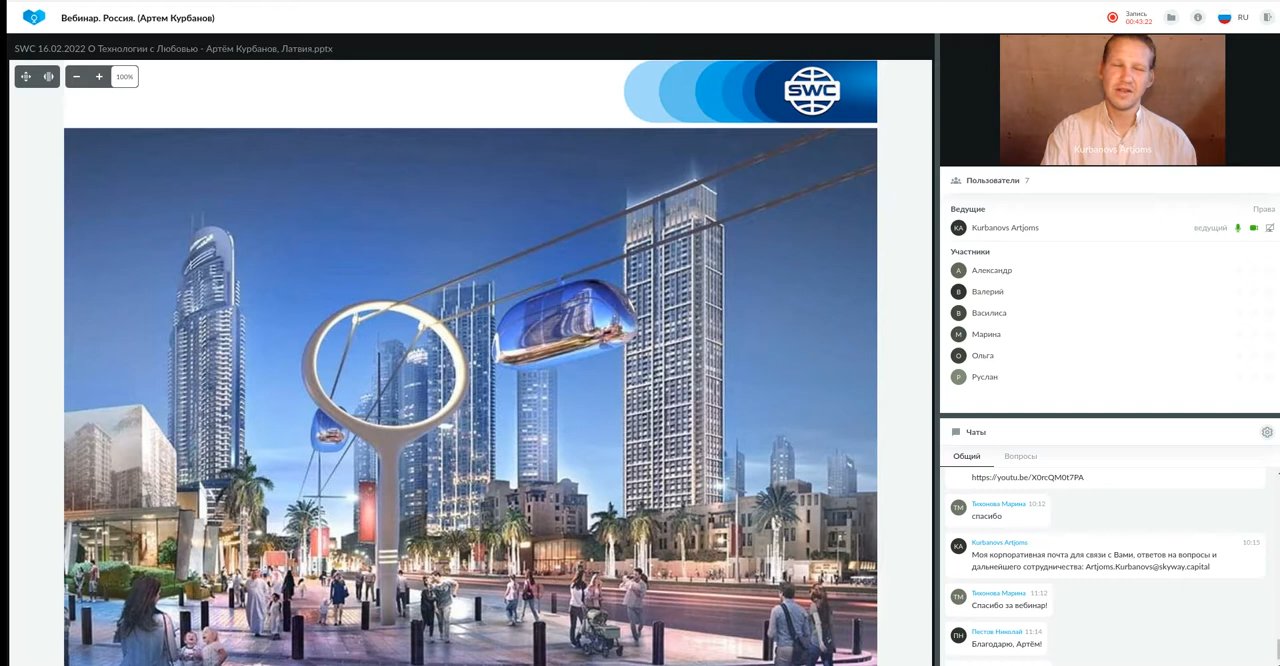 Вебинар. Россия. (Артем Курбанов)
Запись
00:43:22
RU
SWC 16.02.2022 О Технологии с Любовью - Артём Курбанов, Латвия.pptx
100%
SWC
Kurbanovs Artjoms
Пользователи 7
Ведущие Права
KA Kurbanovs Artjoms ведущий
Участники
А Александр
В Валерий
В Василиса
М Марина
О Ольга
Р Руслан
Чаты
Общий Вопросы
https://youtu.be/X0rcQM0t7PA
ТМ Тихонова Марина 10:12
спасибо
KA Kurbanovs Artjoms 10:15
Моя корпоративная почта для связи с Вами, ответов на вопросы и
дальнейшего сотрудничества: Artjoms.Kurbanovs@skyway.capital
ТМ Тихонова Марина 11:12
Спасибо за вебинар!
ПН Пестов Николай 11:14
Благодарю, Артём!